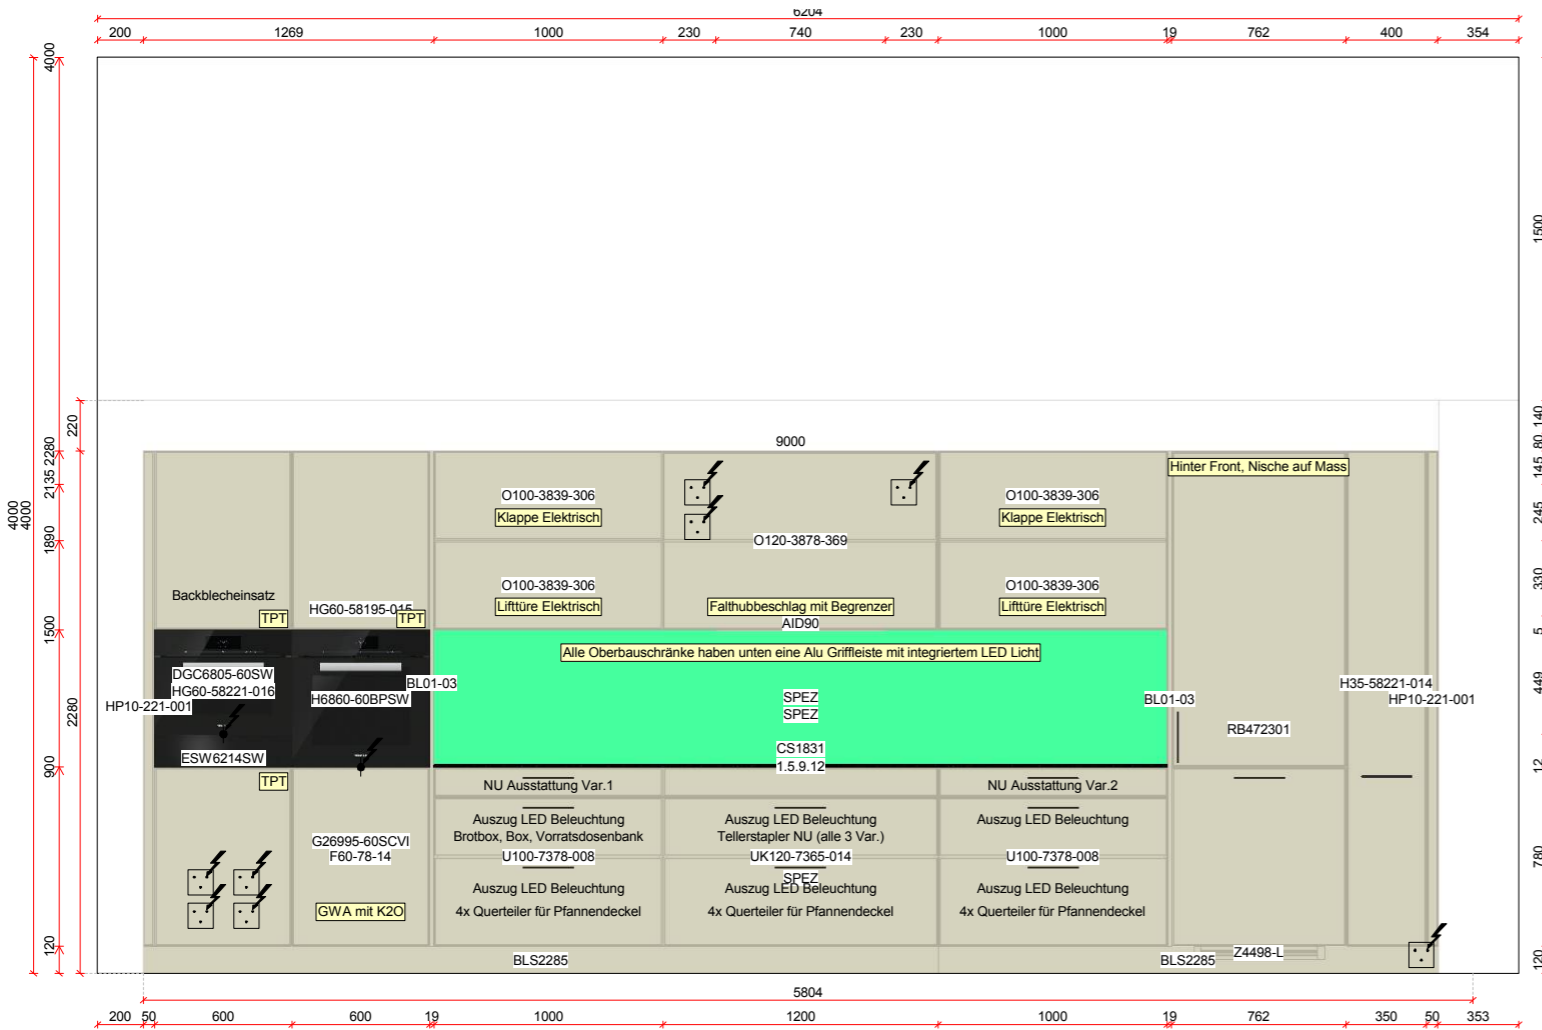 6204
200 1269 1000 230 740 230 1000 19 762 400 354
4000
4000
4000
220
2280
2135
1890
1500
900
120
2280
1500
140
80
145
245
330
5
449
12
780
120
9000
Hinter Front, Nische auf Mass
O100-3839-306
Klappe Elektrisch
O100-3839-306
Klappe Elektrisch
O120-3878-369
O100-3839-306
Lifttüre Elektrisch
Falthubbeschlag mit Begrenzer
AID90
O100-3839-306
Lifttüre Elektrisch
Backblecheinsatz
TPT
HG60-58195-015
TPT
Alle Oberbauschränke haben unten eine Alu Griffleiste mit integriertem LED Licht
DGC6805-60SW
HG60-58221-016
HP10-221-001
H6860-60BPSW
BL01-03
SPEZ
SPEZ
BL01-03
H35-58221-014
HP10-221-001
RB472301
ESW6214SW
CS1831
1.5.9.12
TPT
NU Ausstattung Var.1
NU Ausstattung Var.2
Auszug LED Beleuchtung
Brotbox, Box, Vorratsdosenbank
Auszug LED Beleuchtung
Tellerstapler NU (alle 3 Var.)
Auszug LED Beleuchtung
G26995-60SCVI
F60-78-14
U100-7378-008
UK120-7365-014
U100-7378-008
SPEZ
Auszug LED Beleuchtung
4x Querteiler für Pfannendeckel
Auszug LED Beleuchtung
4x Querteiler für Pfannendeckel
Auszug LED Beleuchtung
4x Querteiler für Pfannendeckel
GWA mit K2O
BLS2285
BLS2285
Z4498-L
5804
200 50 600 600 19 1000 1200 1000 19 762 350 50 353